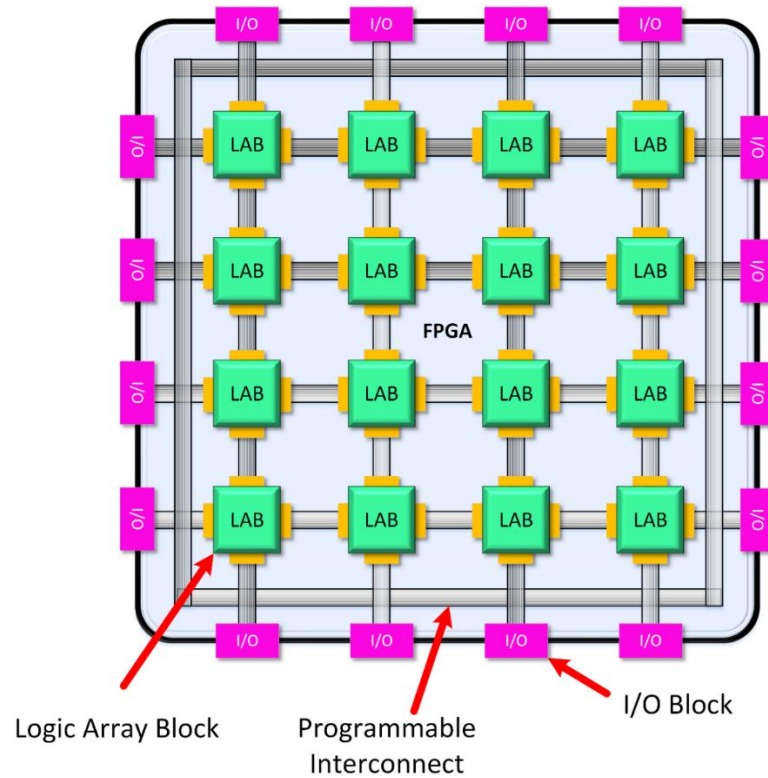 I/O I/O I/O I/O
I/O LAB LAB LAB LAB I/O
I/O LAB LAB LAB LAB I/O
FPGA
I/O LAB LAB LAB LAB I/O
I/O LAB LAB LAB LAB I/O
I/O I/O I/O I/O
Logic Array Block
Programmable
Interconnect
I/O Block